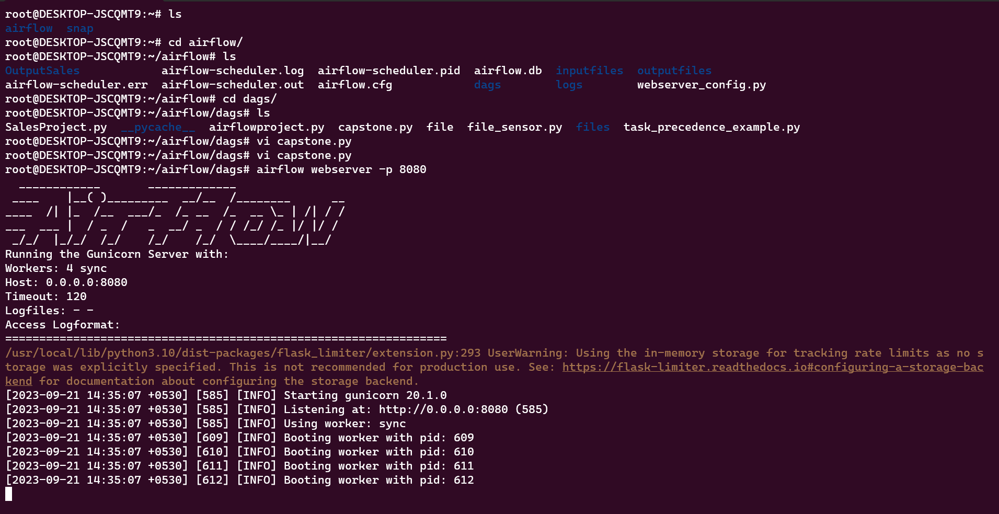 root@DESKTOP-JSCQMT9:~# ls
airflow  snap
root@DESKTOP-JSCQMT9:~# cd airflow/
root@DESKTOP-JSCQMT9:~/airflow# ls
OutputSales            airflow-scheduler.log  airflow-scheduler.pid  airflow.db  inputfiles  outputfiles
airflow-scheduler.err  airflow-scheduler.out  airflow.cfg            dags        logs        webserver_config.py
root@DESKTOP-JSCQMT9:~/airflow# cd dags/
root@DESKTOP-JSCQMT9:~/airflow/dags# ls
SalesProject.py  __pycache__  airflowproject.py  capstone.py  file  file_sensor.py  files  task_precedence_example.py
root@DESKTOP-JSCQMT9:~/airflow/dags# vi capstone.py
root@DESKTOP-JSCQMT9:~/airflow/dags# vi capstone.py
root@DESKTOP-JSCQMT9:~/airflow/dags# airflow webserver -p 8080
  ____________       _____________
 ____    |__( )_________  __/__  /________      __
____  /| |_  /__  ___/_  /_ __  /_  __ \_ | /| / /
___  ___ |  / _  /   _  __/ _  / / /_/ /_ |/ |/ /
 _/_/  |_/_/  /_/    /_/    /_/  \____/____/|__/
Running the Gunicorn Server with:
Workers: 4 sync
Host: 0.0.0.0:8080
Timeout: 120
Logfiles: - -
Access Logformat:
=================================================================
/usr/local/lib/python3.10/dist-packages/flask_limiter/extension.py:293 UserWarning: Using the in-memory storage for tracking rate limits as no s
torage was explicitly specified. This is not recommended for production use. See: https://flask-limiter.readthedocs.io#configuring-a-storage-bac
kend for documentation about configuring the storage backend.
[2023-09-21 14:35:07 +0530] [585] [INFO] Starting gunicorn 20.1.0
[2023-09-21 14:35:07 +0530] [585] [INFO] Listening at: http://0.0.0.0:8080 (585)
[2023-09-21 14:35:07 +0530] [585] [INFO] Using worker: sync
[2023-09-21 14:35:07 +0530] [609] [INFO] Booting worker with pid: 609
[2023-09-21 14:35:07 +0530] [610] [INFO] Booting worker with pid: 610
[2023-09-21 14:35:07 +0530] [611] [INFO] Booting worker with pid: 611
[2023-09-21 14:35:07 +0530] [612] [INFO] Booting worker with pid: 612